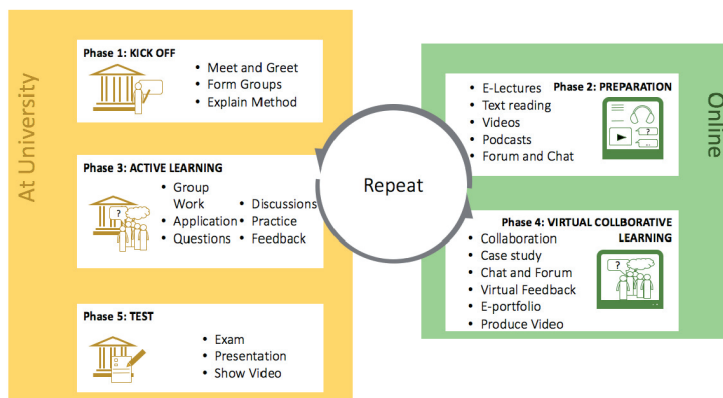 At University
Phase 1: KICK OFF
• Meet and Greet
• Form Groups
• Explain Method
Phase 3: ACTIVE LEARNING
• Group
Work
• Application
• Questions
• Discussions
• Practice
• Feedback
Phase 5: TEST
• Exam
• Presentation
• Show Video
Repeat
Online
Phase 2: PREPARATION
• E-Lectures
• Text reading
• Videos
• Podcasts
• Forum and Chat
Phase 4: VIRTUAL COLLBORATIVE
LEARNING
• Collaboration
• Case study
• Chat and Forum
• Virtual Feedback
• E-portfolio
• Produce Video